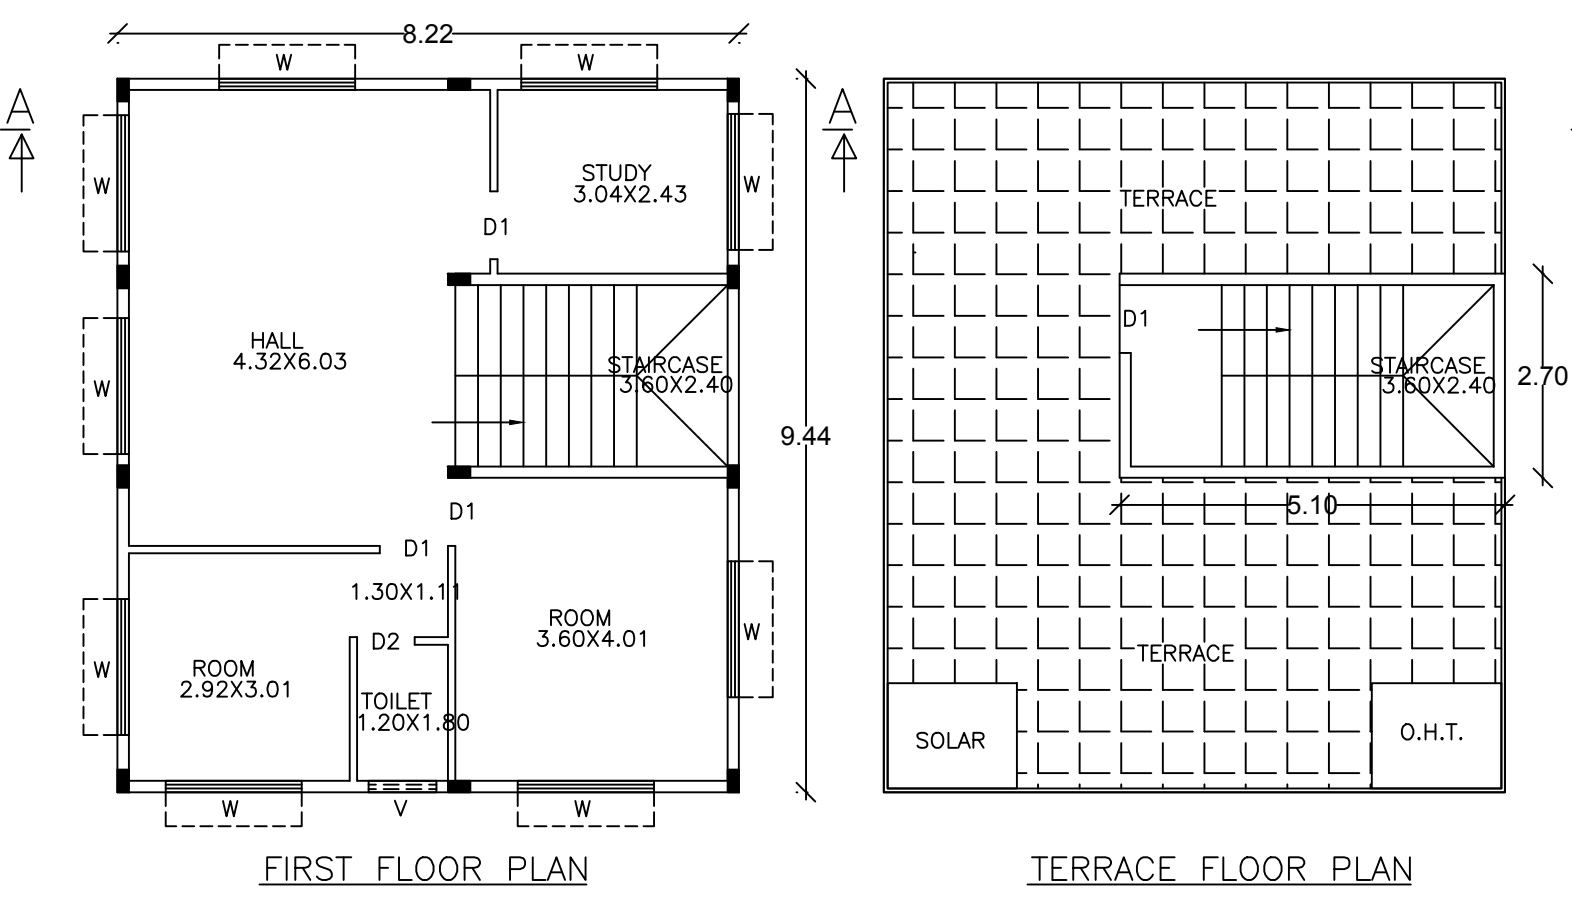 8.22
W
W
A
A
W
STUDY
3.04X2.43
W
TERRACE
D1
HALL
4.32X6.03
D1
STAIRCASE
3.60X2.40
STAIRCASE
3.60X2.40
2.70
W
9.44
D1
5.10
D1
1.30X1.11
ROOM
3.60X4.01
W
D2
TERRACE
ROOM
2.92X3.01
W
TOILET
1.20X1.80
SOLAR
O.H.T.
W
V
W
FIRST FLOOR PLAN
TERRACE FLOOR PLAN